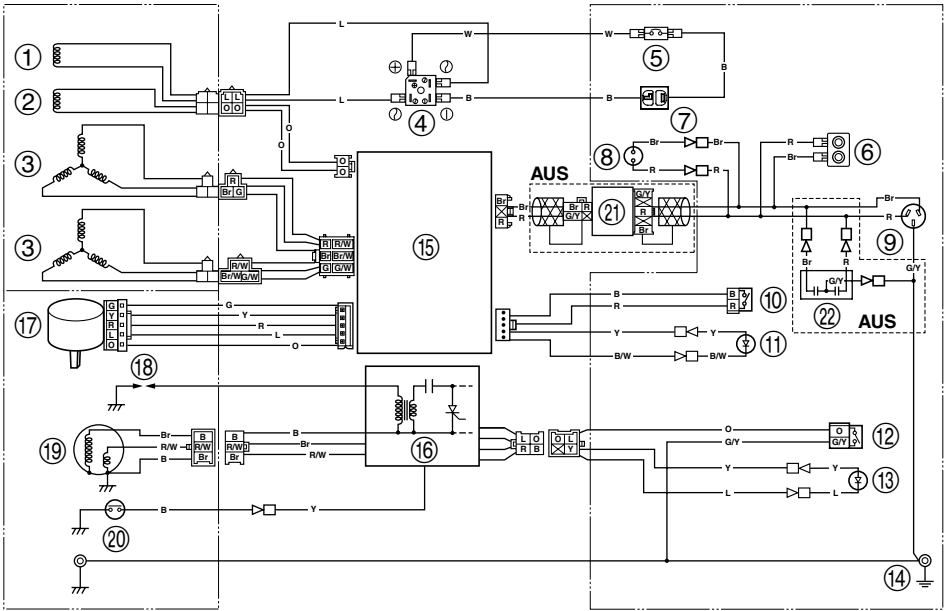 ① L
② L L L
O O
③ R
Br G
③ R/W
Br/W G/W
O
O
O
O
R R/W
Br Br/W
G G/W
W W
④
B B
⑤
B
⑦
⑧ Br Br
R R
R
Br
⑥
AUS
Br
R
Br
R
Br R
G/Y
㉑
G/Y
R
Br
Br
R
⑨
G/Y
Br R
G/Y
㉒ AUS
⑮
⑰ G
Y
R
L
O
G
Y
R
L
O
B B
R R
⑩
Y Y
B/W B/W
⑪
⑱
⑯
⑲ Br
R/W
B
B
R/W
Br
B
R/W
Br
B
Br
R/W
L O
R B
O L
Y
O O
G/Y G/Y
⑫
Y Y
L L
⑬
⑳ B Y
⑭